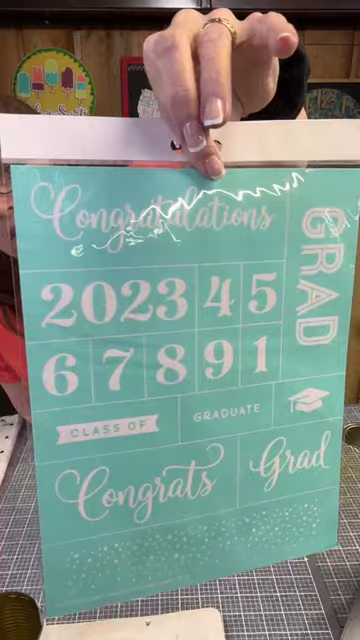 Congratulations
GRAD
2023 4 5
6 7 8 9 1
CLASS OF
GRADUATE
Congrats
Grad